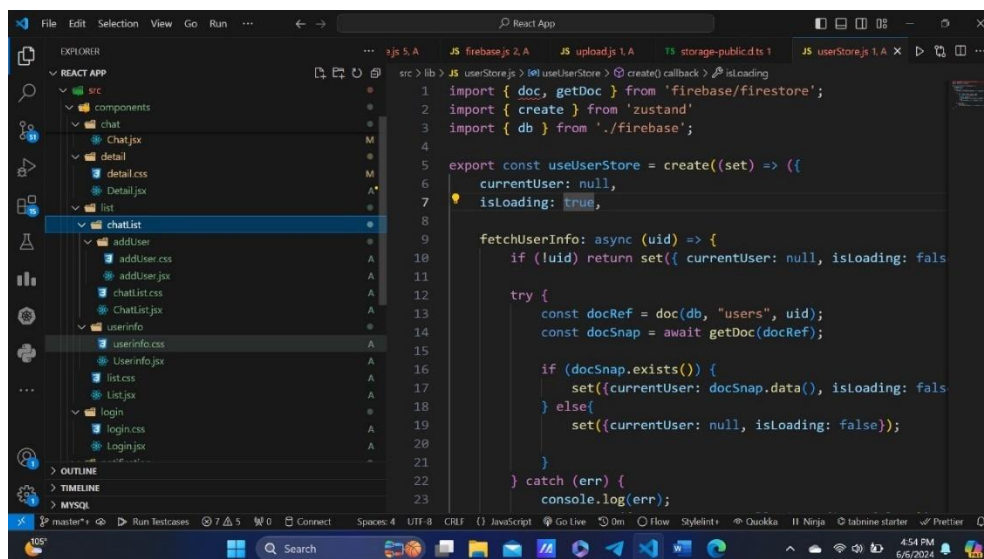 File Edit Selection View Go Run ··· React App
EXPLORER ··· e.js 5, A JS firebase.js 2, A JS upload.js 1, A TS storage-public.d.ts 1 JS userStore.js 1, A
REACT APP
src > lib > JS userStore.js > useUserStore > create() callback > isLoading
src
components
chat
Chat.jsx M
detail
detail.css M
Detail.jsx A
list
chatList
addUser
addUser.css A
addUser.jsx A
chatList.css A
ChatList.jsx A
userinfo
userinfo.css A
Userinfo.jsx A
list.css A
List.jsx A
login
login.css A
Login.jsx A
OUTLINE
TIMELINE
MYSQL
1 import { doc, getDoc } from 'firebase/firestore';
2 import { create } from 'zustand'
3 import { db } from './firebase';
4
5 export const useUserStore = create((set) => ({
6 currentUser: null,
7 isLoading: true,
8
9 fetchUserInfo: async (uid) => {
10 if (!uid) return set({ currentUser: null, isLoading: fals
11
12 try {
13 const docRef = doc(db, "users", uid);
14 const docSnap = await getDoc(docRef);
15
16 if (docSnap.exists()) {
17 set({currentUser: docSnap.data(), isLoading: fals
18 } else{
19 set({currentUser: null, isLoading: false});
20
21 }
22 } catch (err) {
23 console.log(err);
master*+ Run Testcases 7 5 0 Connect Spaces: 4 UTF-8 CRLF {} JavaScript Go Live 0m Flow Stylelint+ Quokka Ninja tabnine starter Prettier
105° Search 4:54 PM
6/6/2024